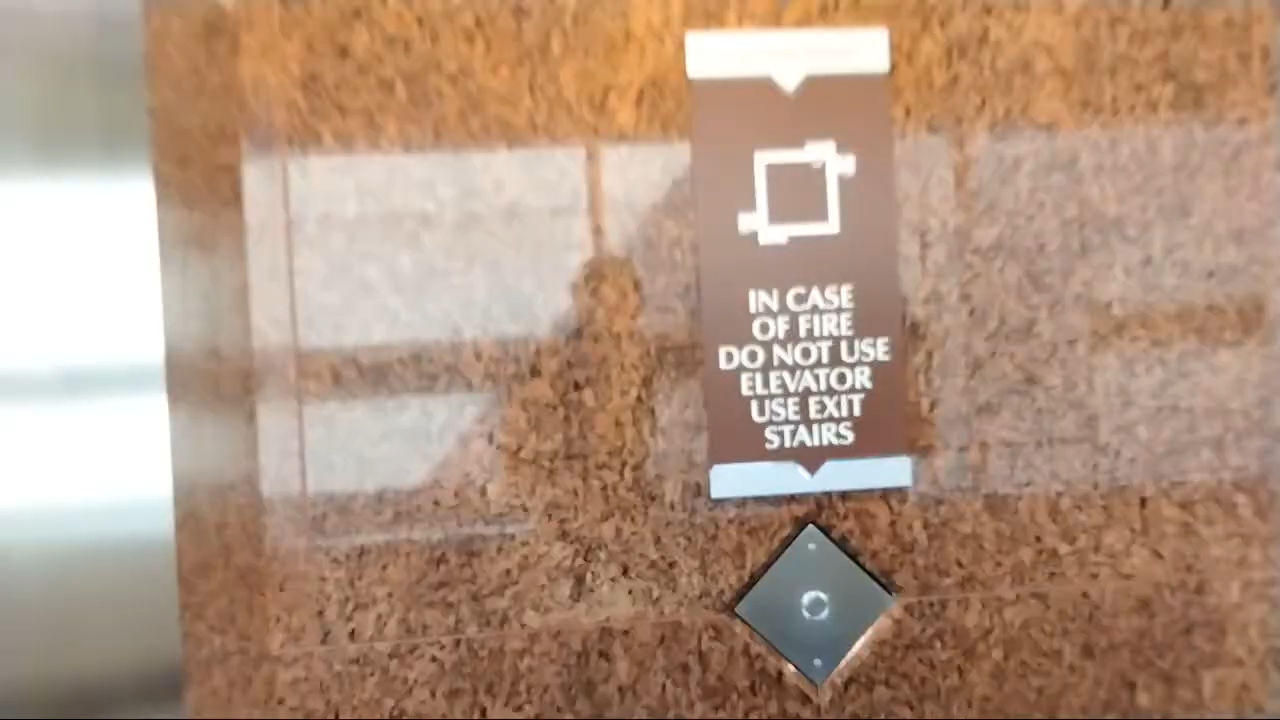 IN CASE
OF FIRE
DO NOT USE
ELEVATOR
USE EXIT
STAIRS